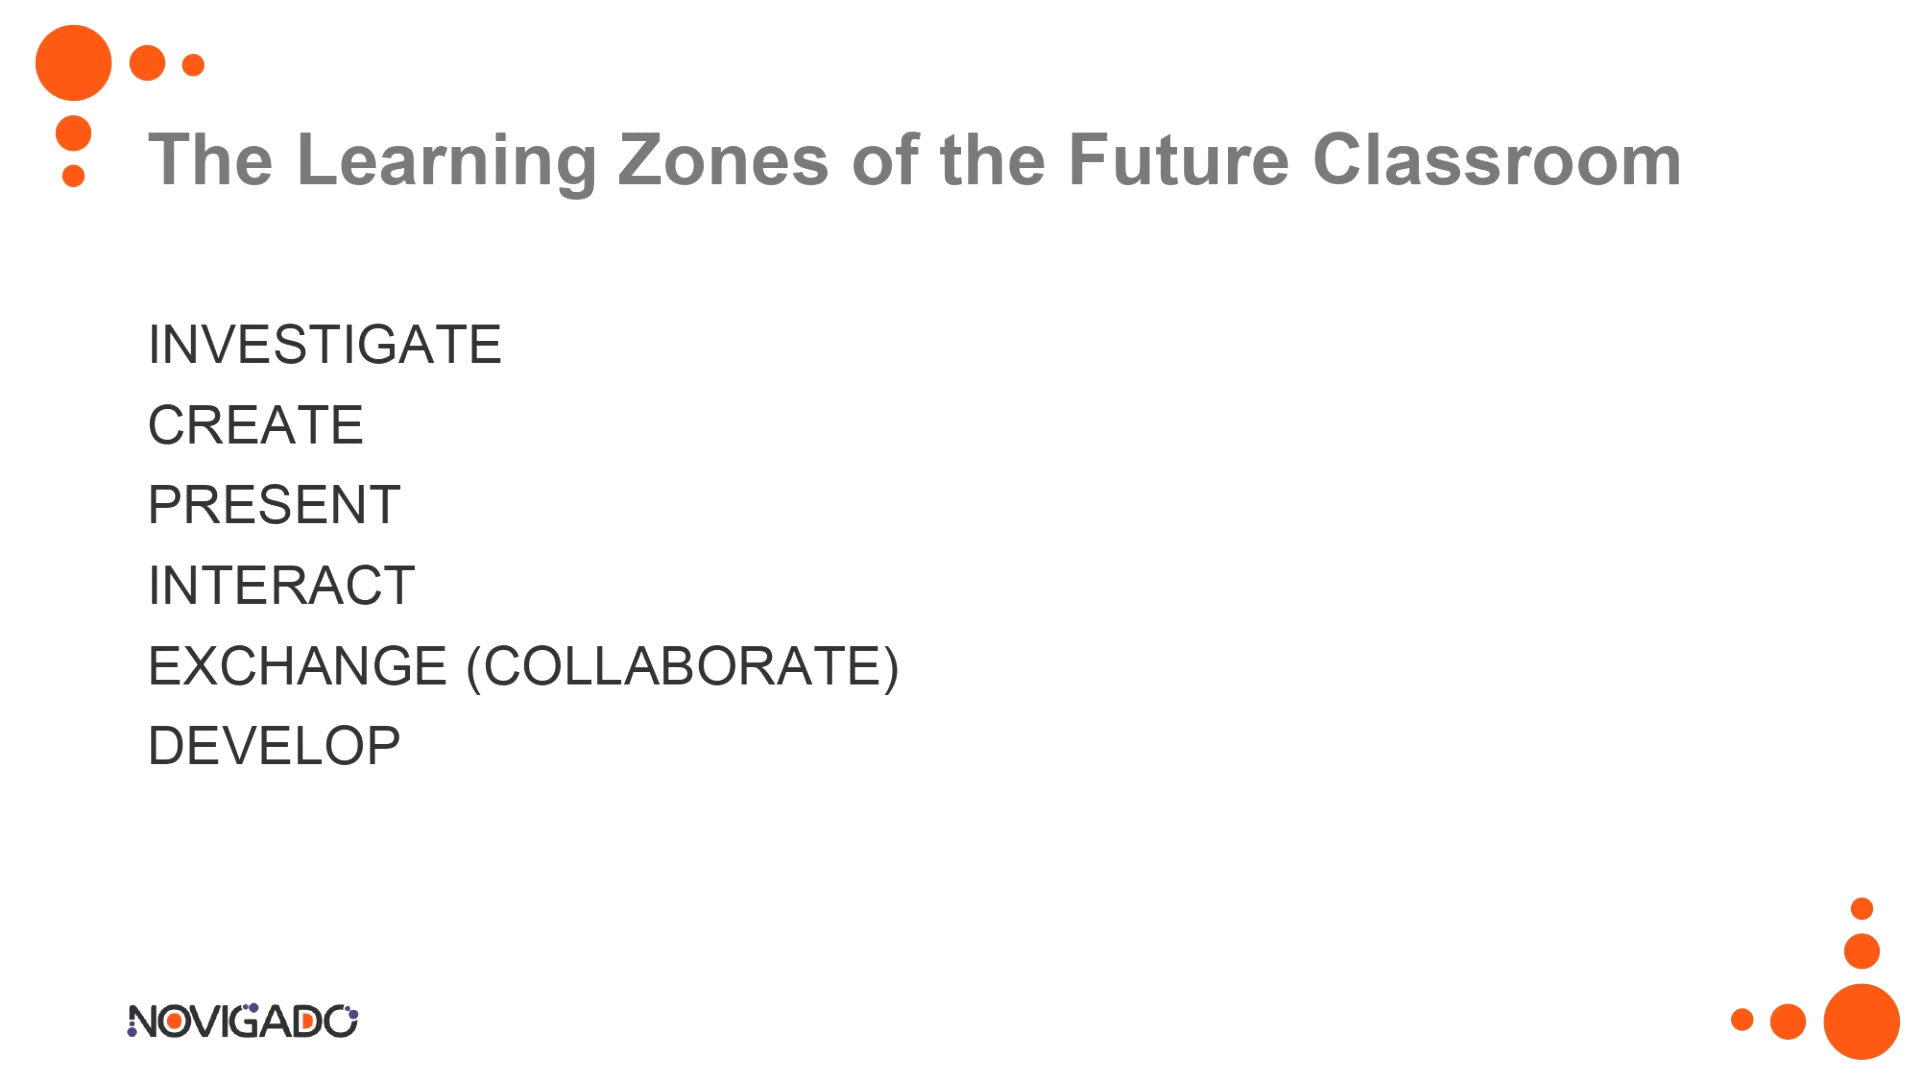 The Learning Zones of the Future Classroom
INVESTIGATE
CREATE
PRESENT
INTERACT
EXCHANGE (COLLABORATE)
DEVELOP
NOVIGADO